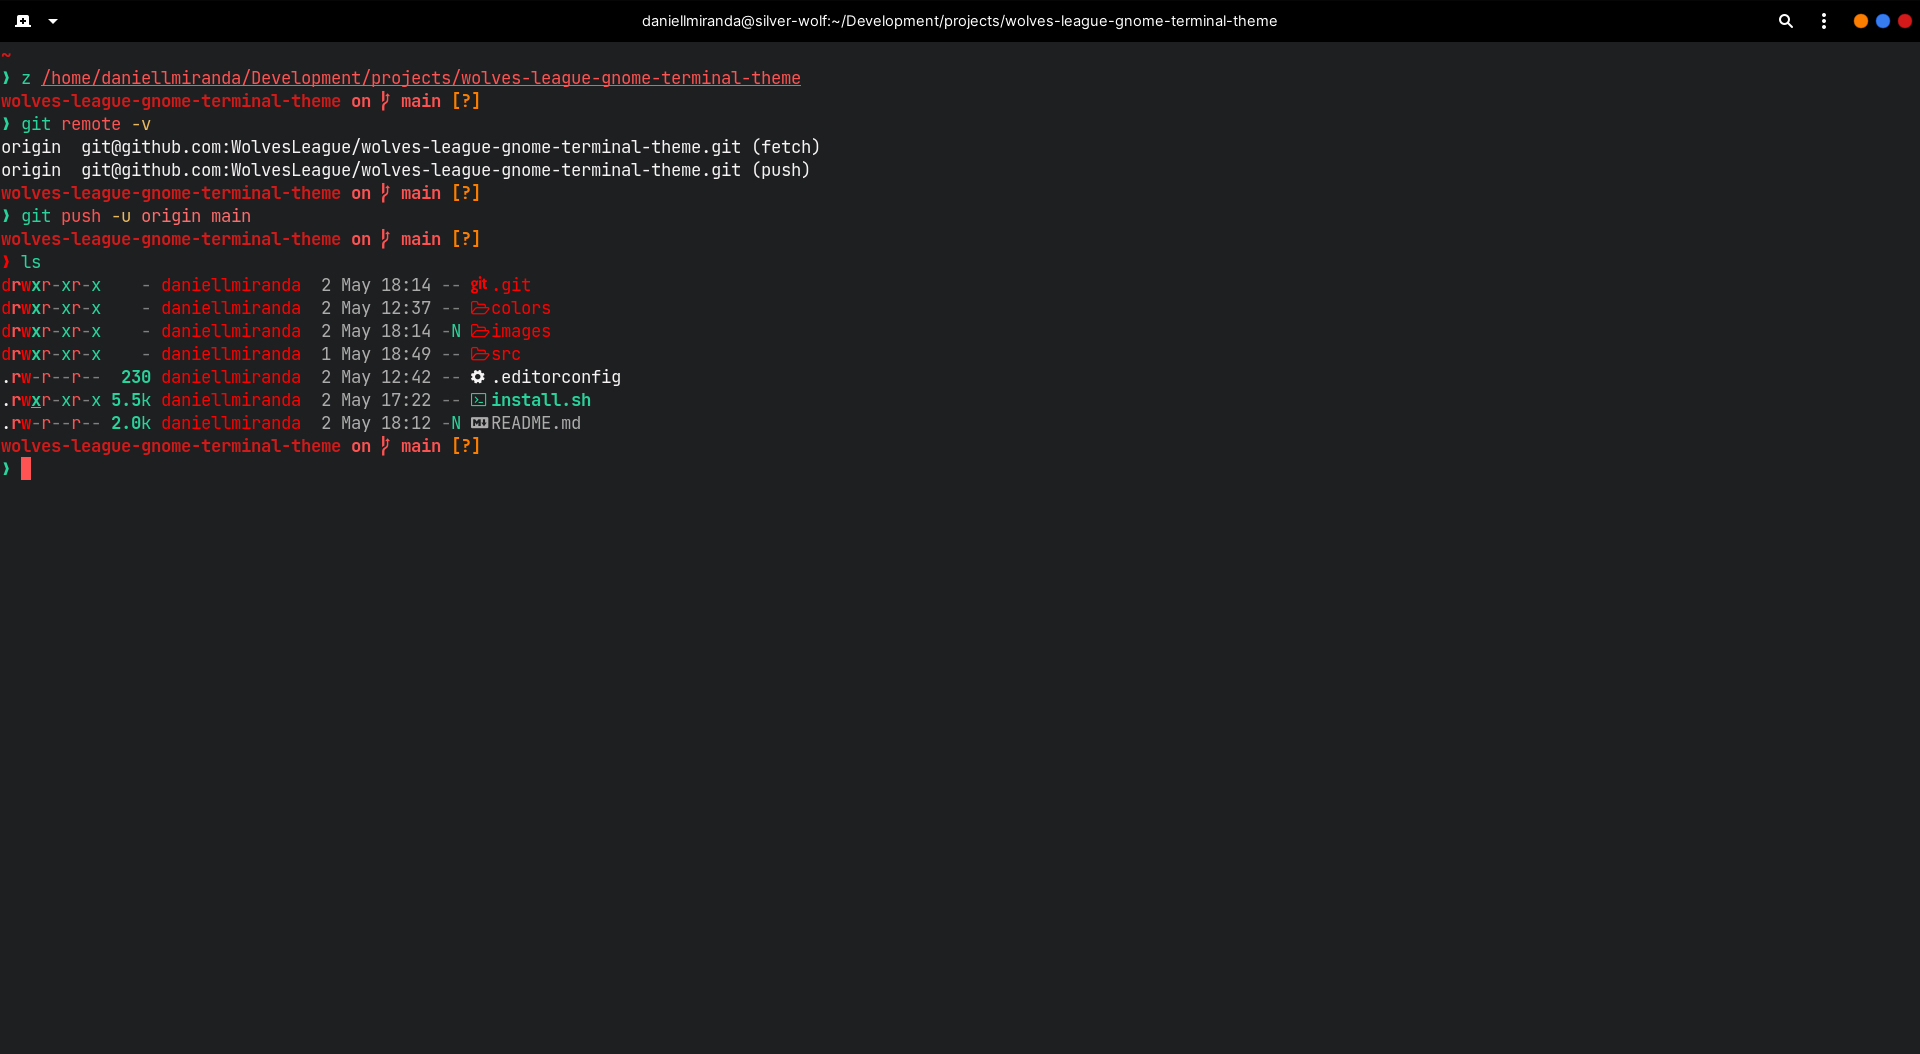 daniellmiranda@silver-wolf:~/Development/projects/wolves-league-gnome-terminal-theme
~
❯ z /home/daniellmiranda/Development/projects/wolves-league-gnome-terminal-theme
wolves-league-gnome-terminal-theme on main [?]
❯ git remote -v
origin  git@github.com:WolvesLeague/wolves-league-gnome-terminal-theme.git (fetch)
origin  git@github.com:WolvesLeague/wolves-league-gnome-terminal-theme.git (push)
wolves-league-gnome-terminal-theme on main [?]
❯ git push -u origin main
wolves-league-gnome-terminal-theme on main [?]
❯ ls
drwxr-xr-x    - daniellmiranda  2 May 18:14 -- git .git
drwxr-xr-x    - daniellmiranda  2 May 12:37 -- colors
drwxr-xr-x    - daniellmiranda  2 May 18:14 -N images
drwxr-xr-x    - daniellmiranda  1 May 18:49 -- src
.rw-r--r--  230 daniellmiranda  2 May 12:42 -- .editorconfig
.rwxr-xr-x 5.5k daniellmiranda  2 May 17:22 -- install.sh
.rw-r--r-- 2.0k daniellmiranda  2 May 18:12 -N README.md
wolves-league-gnome-terminal-theme on main [?]
❯